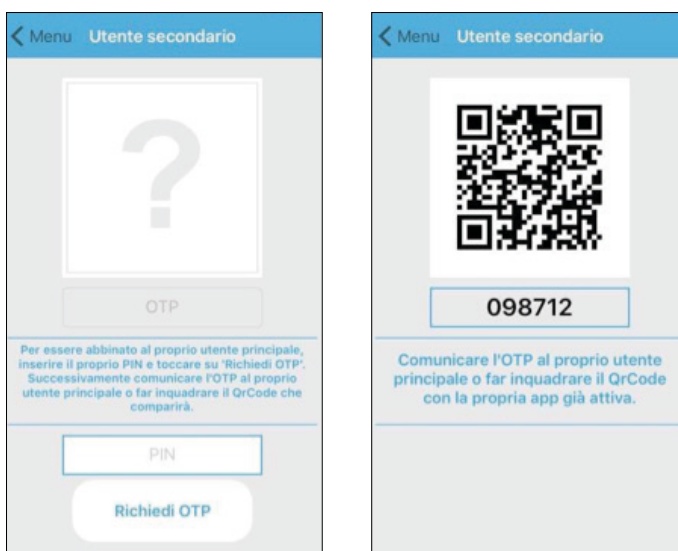 Menu Utente secondario
?
OTP
Per essere abbinato al proprio utente principale,
inserire il proprio PIN e toccare su 'Richiedi OTP'.
Successivamente comunicare l'OTP al proprio
utente principale o far inquadrare il QrCode che
comparirà.
PIN
Richiedi OTP
Menu Utente secondario
098712
Comunicare l'OTP al proprio utente
principale o far inquadrare il QrCode
con la propria app già attiva.